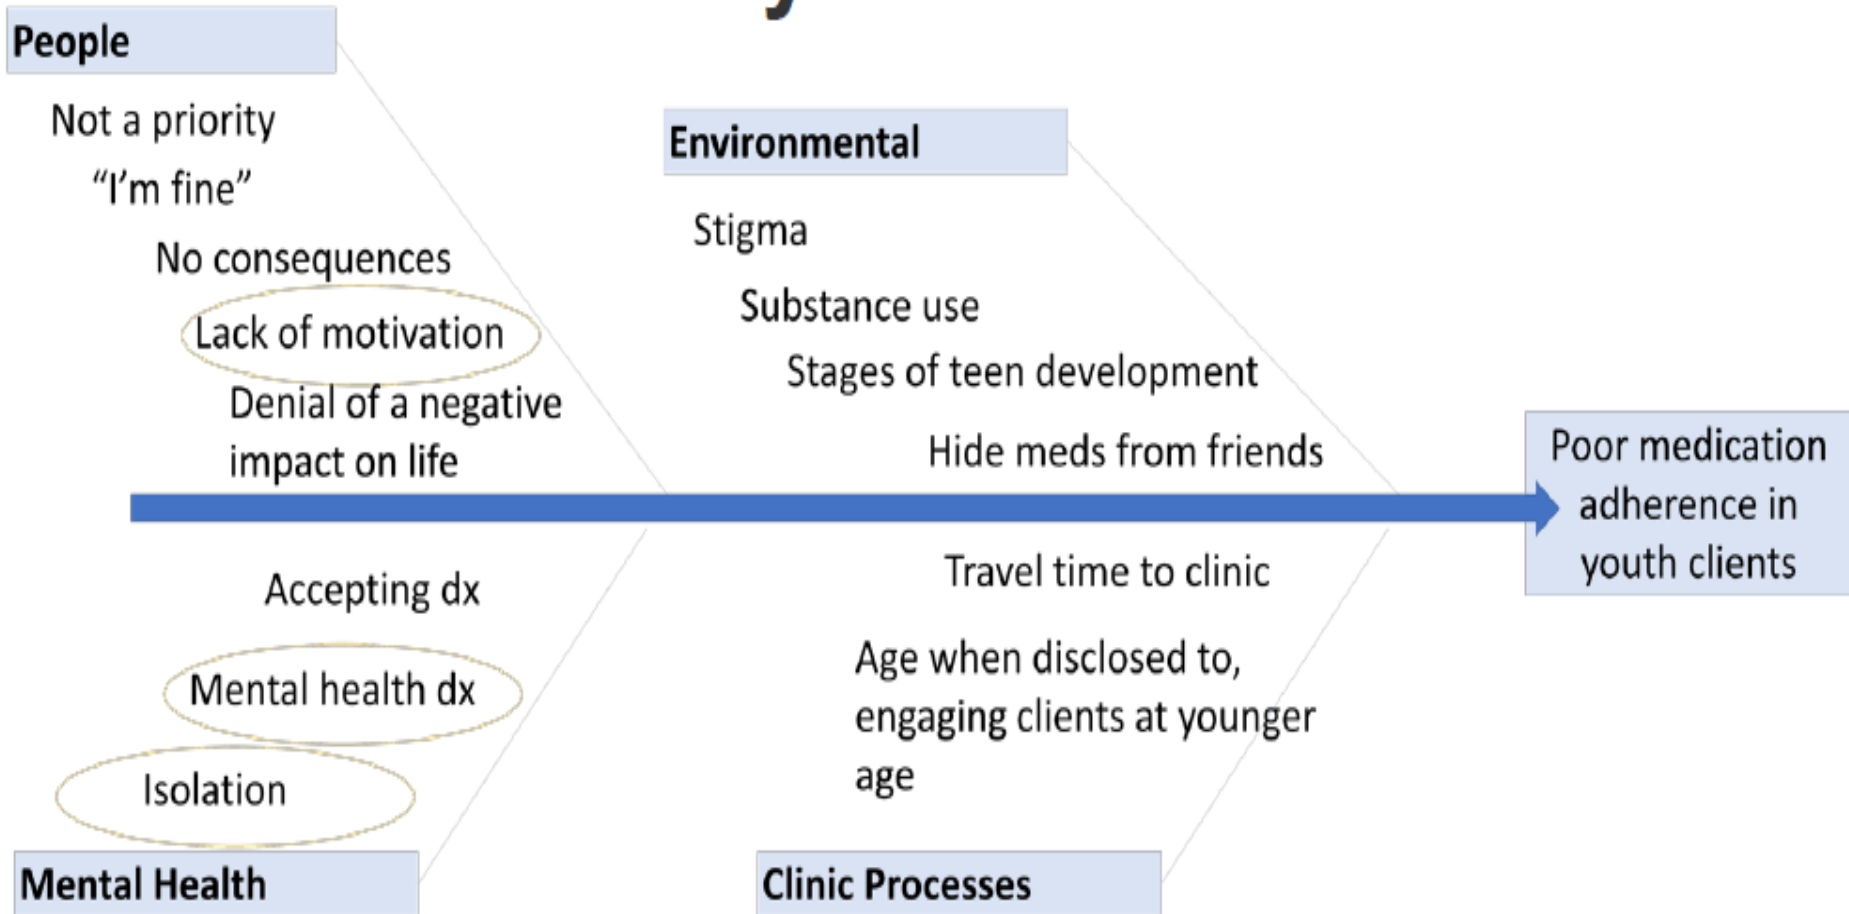 People
Not a priority
“I’m fine”
No consequences
Lack of motivation
Denial of a negative
impact on life
Environmental
Stigma
Substance use
Stages of teen development
Hide meds from friends
Poor medication
adherence in
youth clients
Accepting dx
Mental health dx
Isolation
Mental Health
Travel time to clinic
Age when disclosed to,
engaging clients at younger
age
Clinic Processes